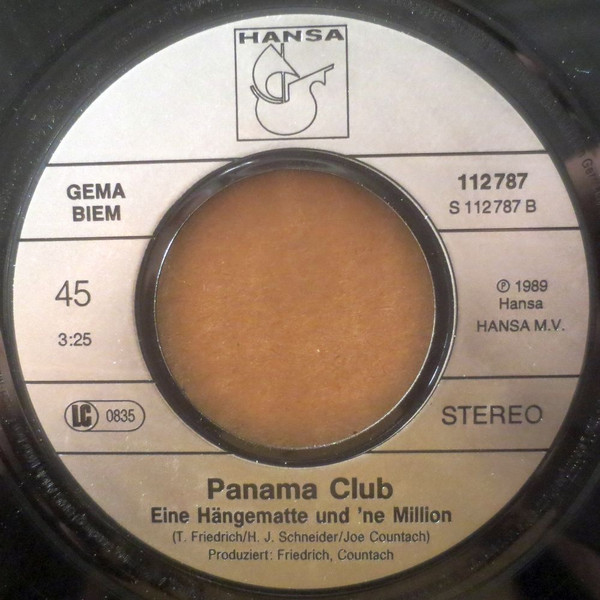 HANSA
GEMA
BIEM
112787
S 112787 B
45
3:25
℗ 1989
Hansa
HANSA M.V.
LC 0835
STEREO
Panama Club
Eine Hängematte und 'ne Million
(T. Friedrich/H. J. Schneider/Joe Countach)
Produziert: Friedrich, Countach